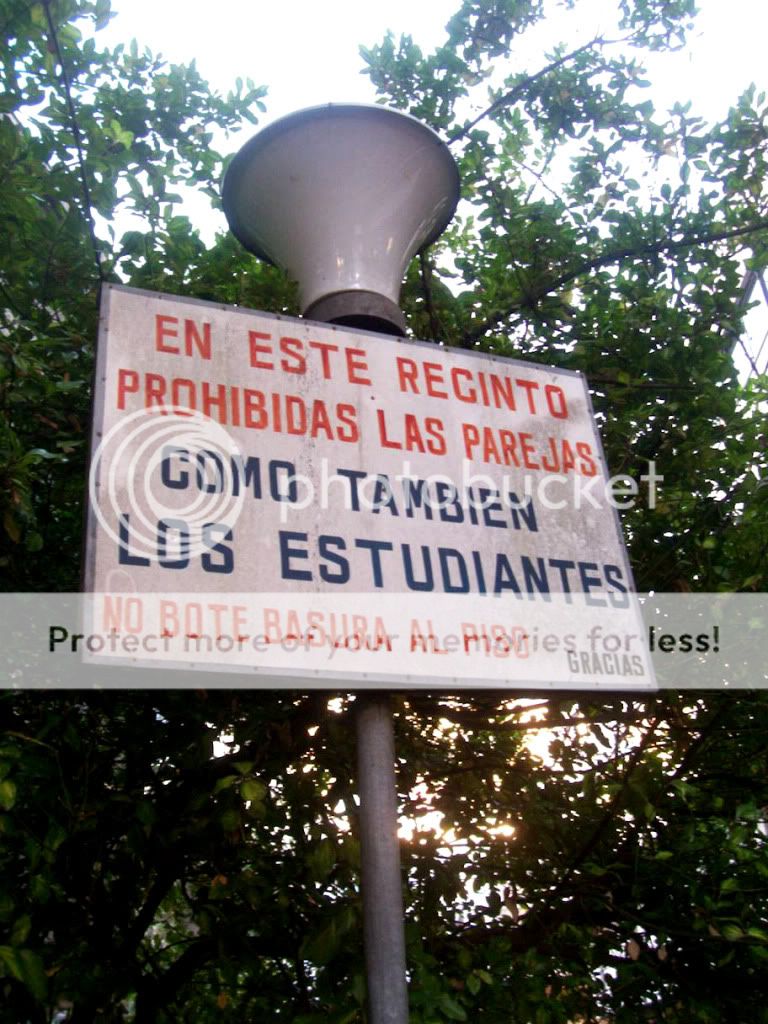 EN ESTE RECINTO
PROHIBIDAS LAS PAREJAS
COMO TAMBIEN
LOS ESTUDIANTES
NO BOTE BASURA AL PISO
GRACIAS
photobucket
Protect more of your memories for less!